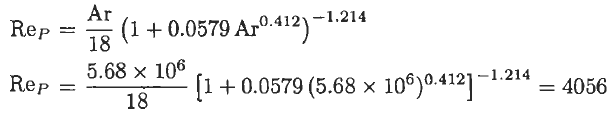 Re_P = Ar/18 (1 + 0.0579 Ar^0.412)^−1.214
Re_P = 5.68 × 10^6/18 [1 + 0.0579 (5.68 × 10^6)^0.412]^−1.214 = 4056